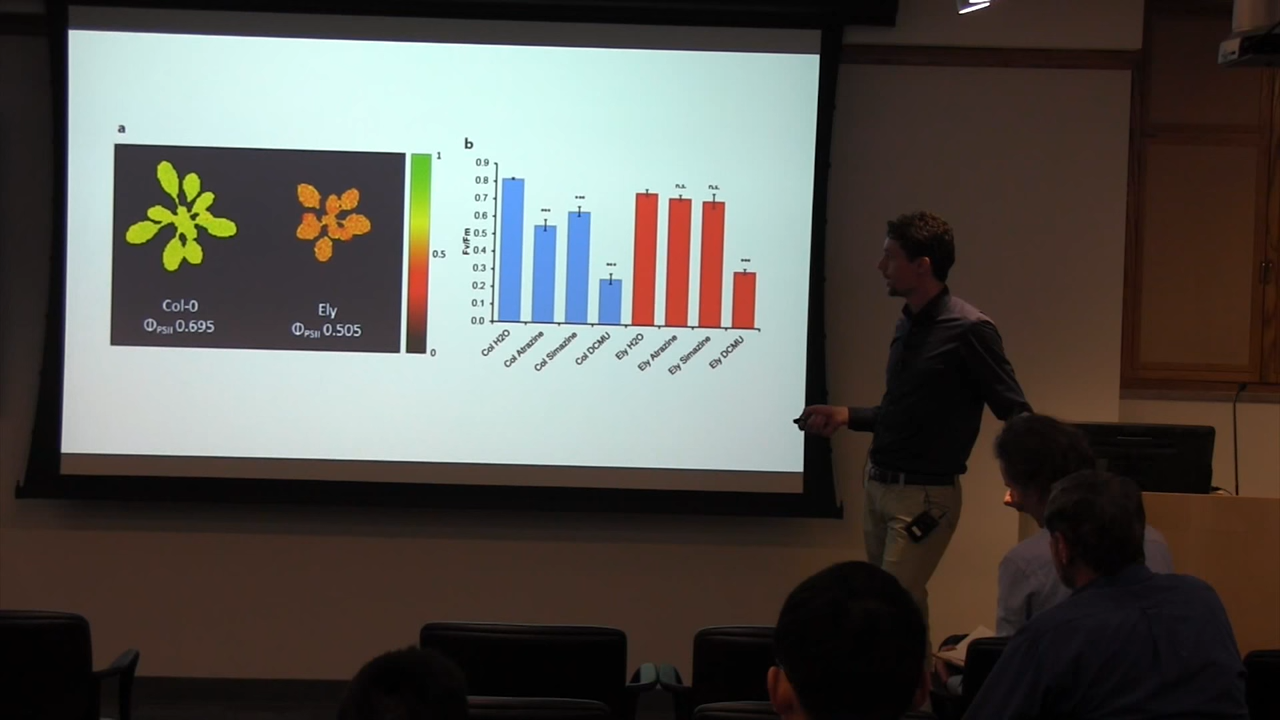 a
Col-0
ΦPSII 0.695
Ely
ΦPSII 0.505
1
0.5
0
b
Fv/Fm
0.9
0.8
0.7
0.6
0.5
0.4
0.3
0.2
0.1
0.0
***
***
***
n.s.
n.s.
***
Col H2O
Col Atrazine
Col Simazine
Col DCMU
Ely H2O
Ely Atrazine
Ely Simazine
Ely DCMU